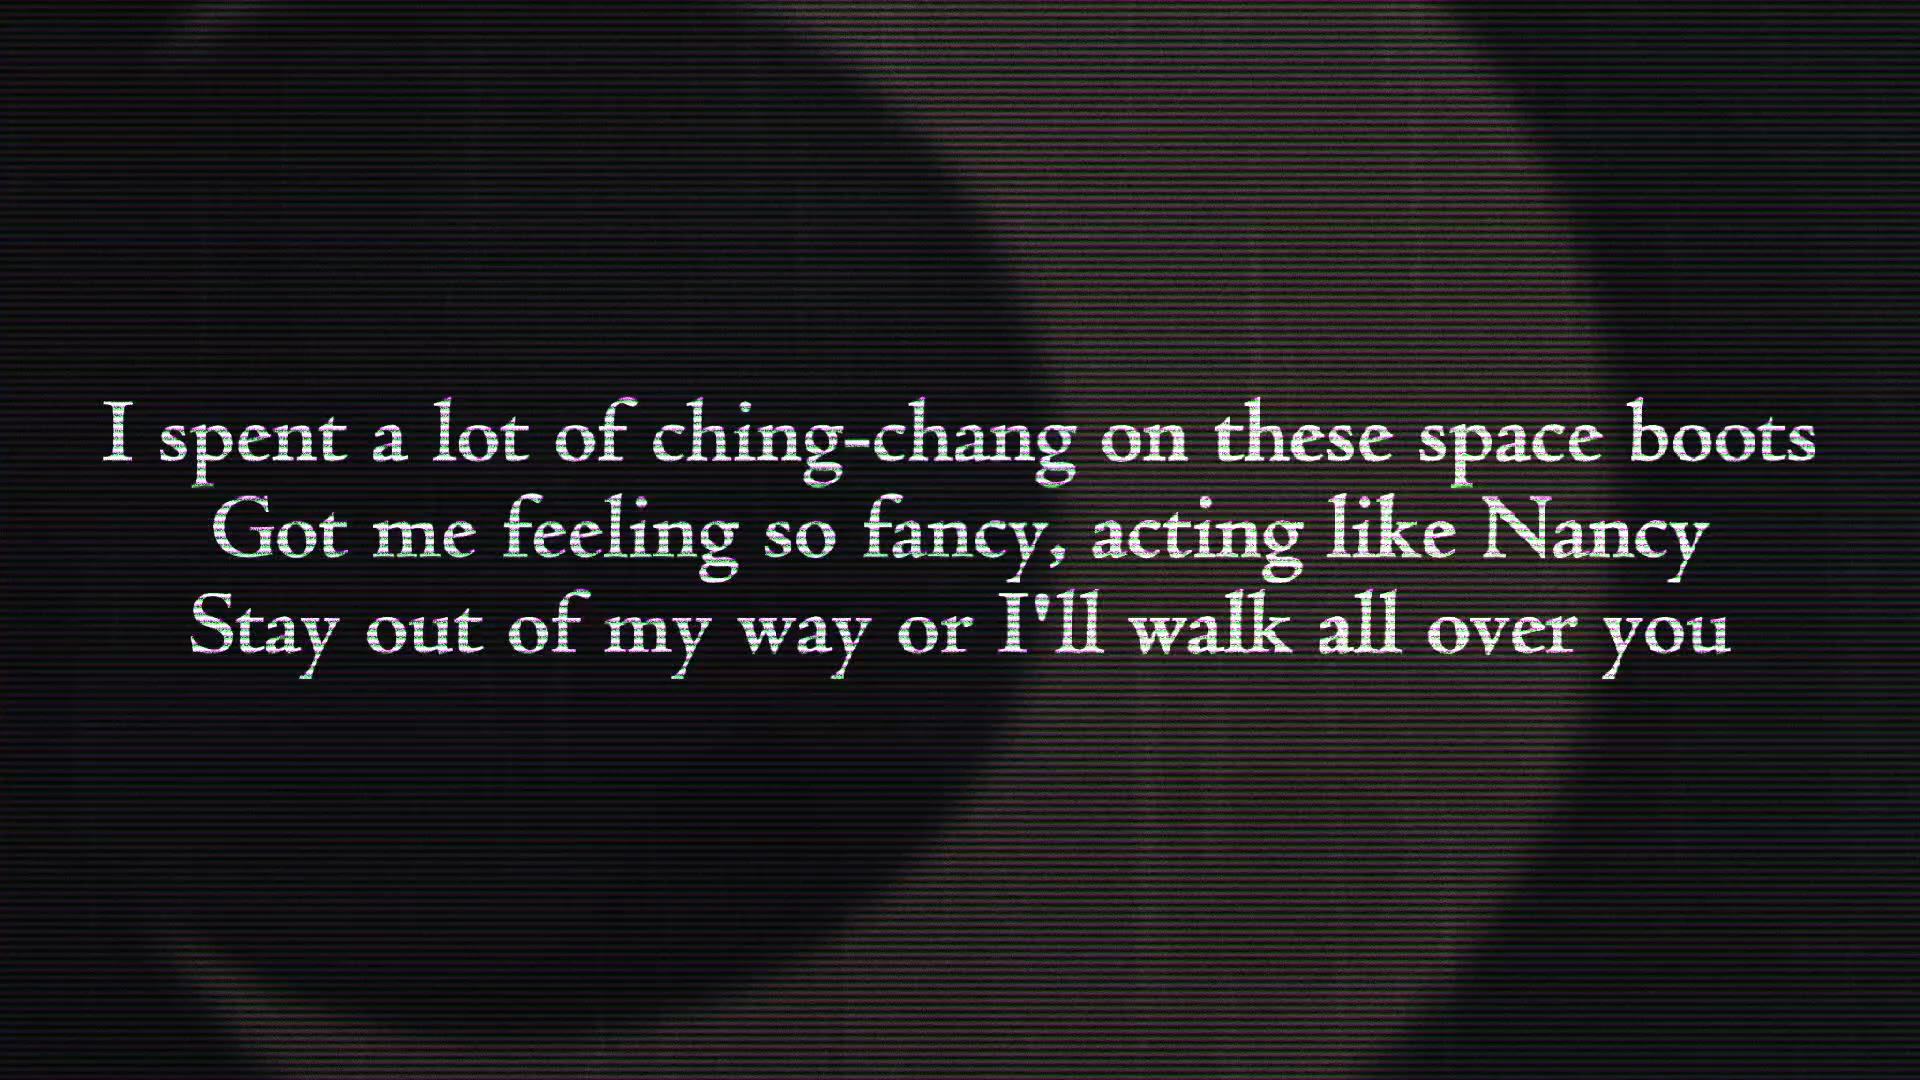 I spent a lot of ching-chang on these space boots
Got me feeling so fancy, acting like Nancy
Stay out of my way or I'll walk all over you